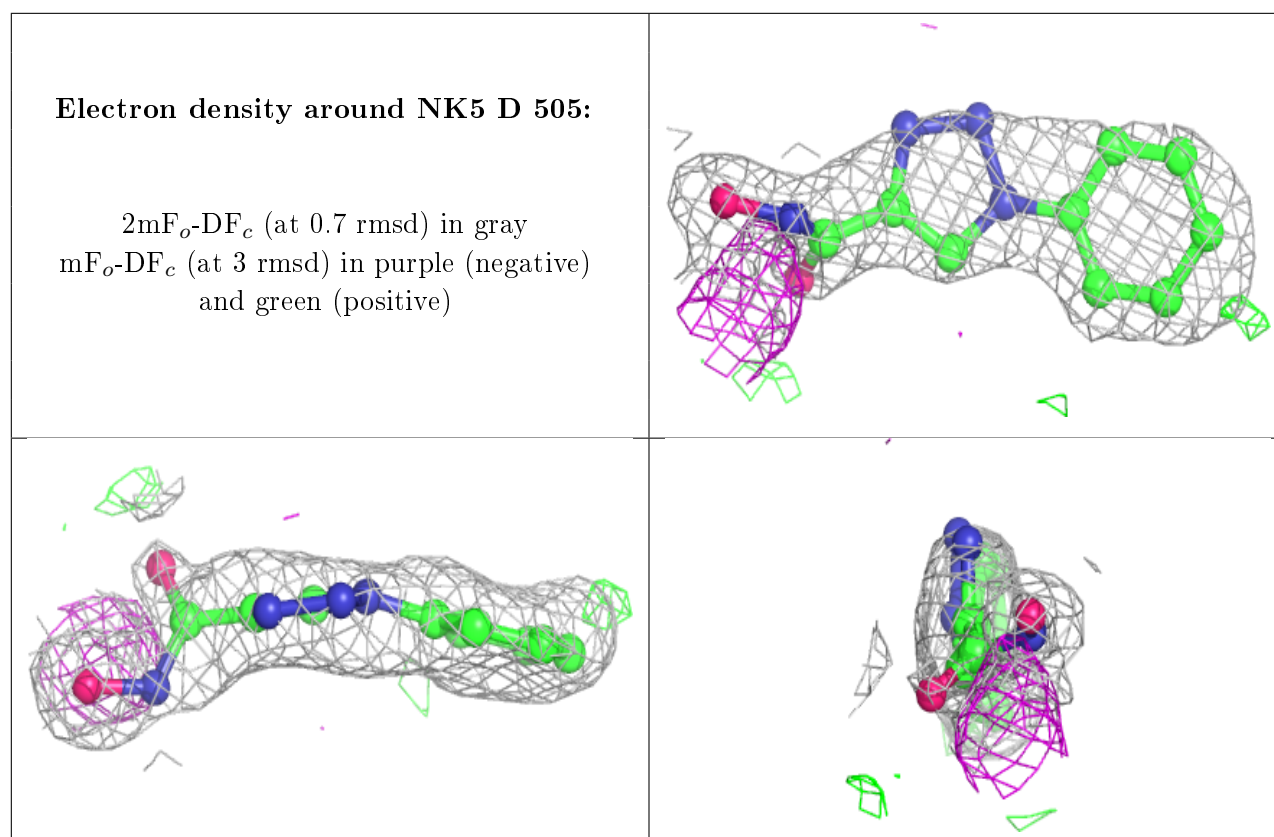 Electron density around NK5 D 505:
2mFo-DFc (at 0.7 rmsd) in gray
mFo-DFc (at 3 rmsd) in purple (negative)
and green (positive)